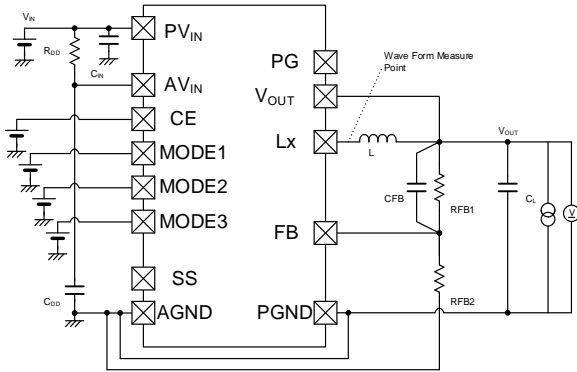 VIN
RDD
CIN
PVIN
AVIN
CE
MODE1
MODE2
MODE3
SS
AGND
CDD
PG
VOUT
Lx
FB
PGND
Wave Form Measure
Point
L
VOUT
CFB
RFB1
CL
V
RFB2